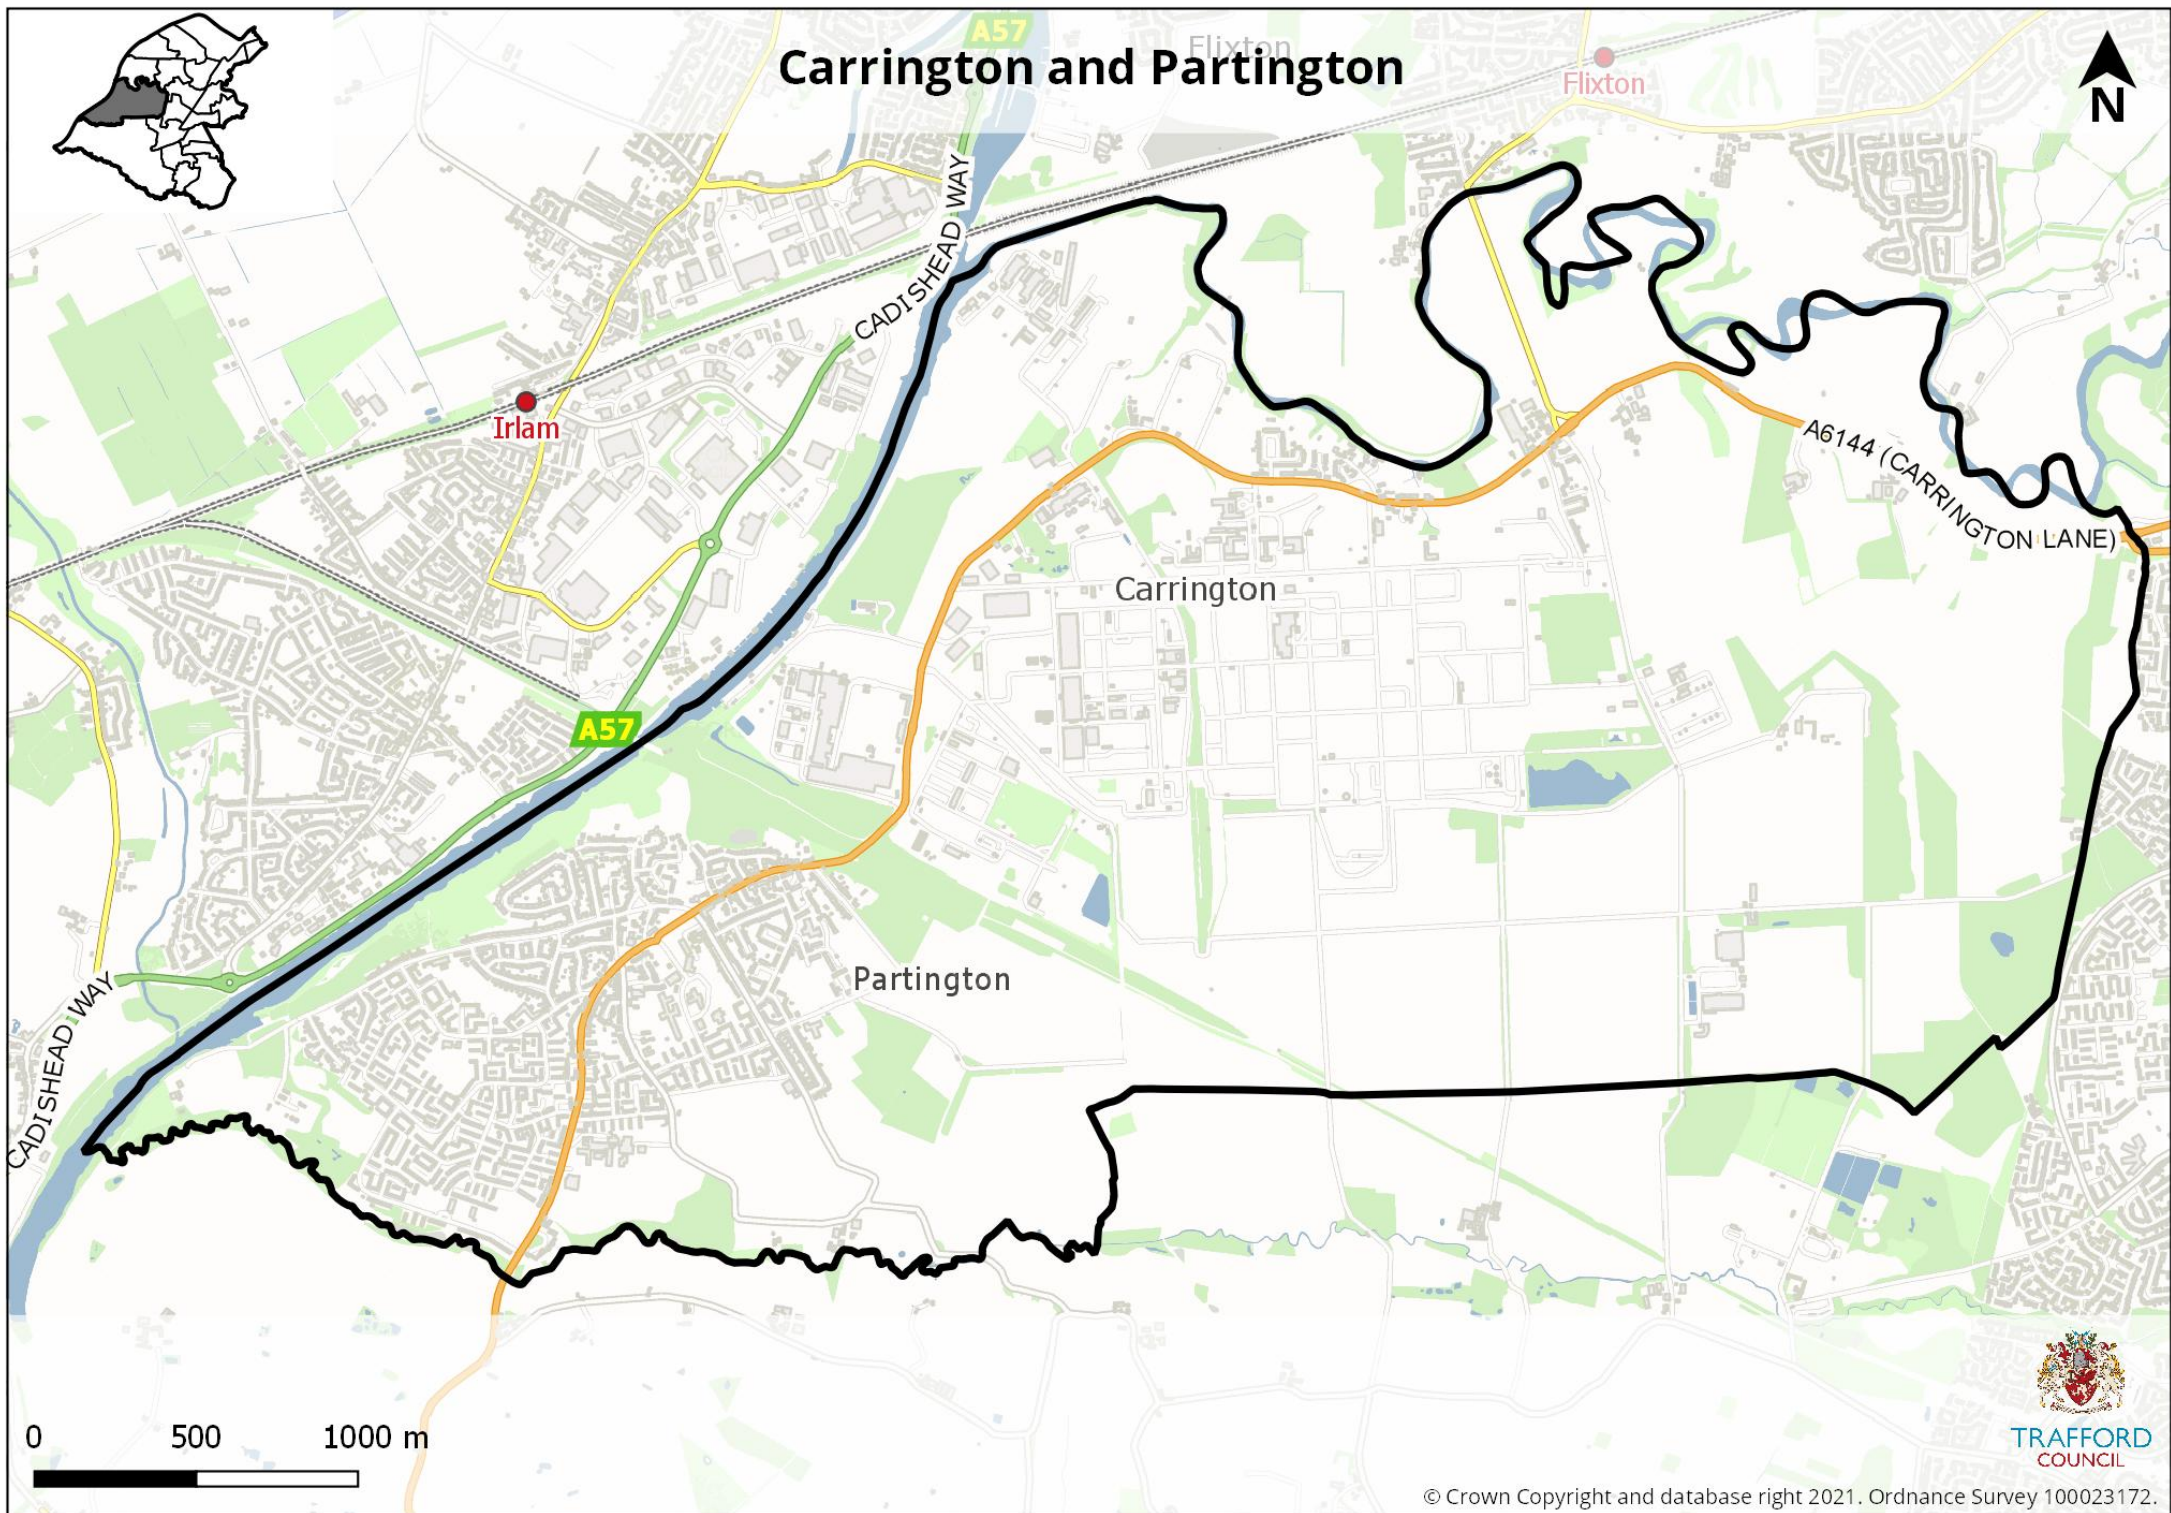 A57
Flixton
Carrington and Partington
Flixton
N
CADISHEAD WAY
Irlam
A6144 (CARRINGTON LANE)
Carrington
A57
Partington
CADISHEAD WAY
0 500 1000 m
TRAFFORD
COUNCIL
© Crown Copyright and database right 2021. Ordnance Survey 100023172.